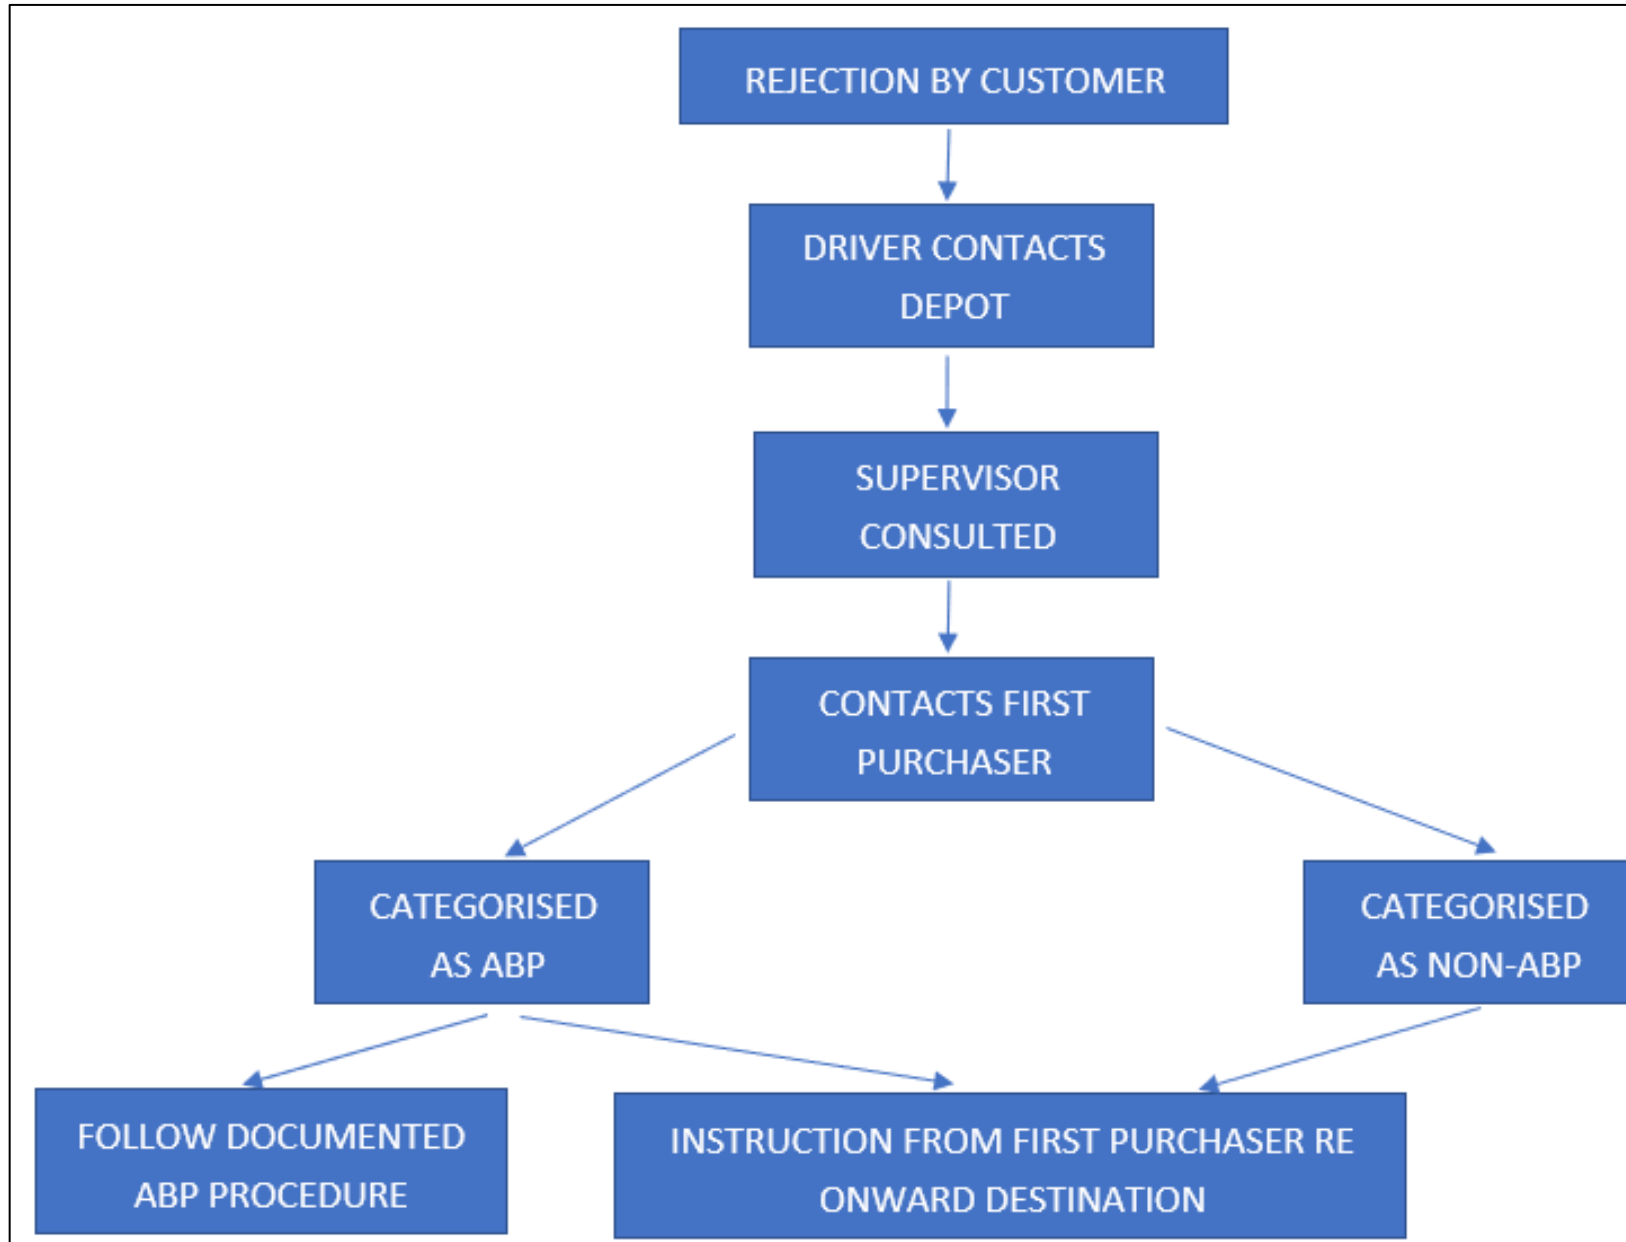 REJECTION BY CUSTOMER
DRIVER CONTACTS
DEPOT
SUPERVISOR
CONSULTED
CONTACTS FIRST
PURCHASER
CATEGORISED
AS ABP
CATEGORISED
AS NON-ABP
FOLLOW DOCUMENTED
ABP PROCEDURE
INSTRUCTION FROM FIRST PURCHASER RE
ONWARD DESTINATION